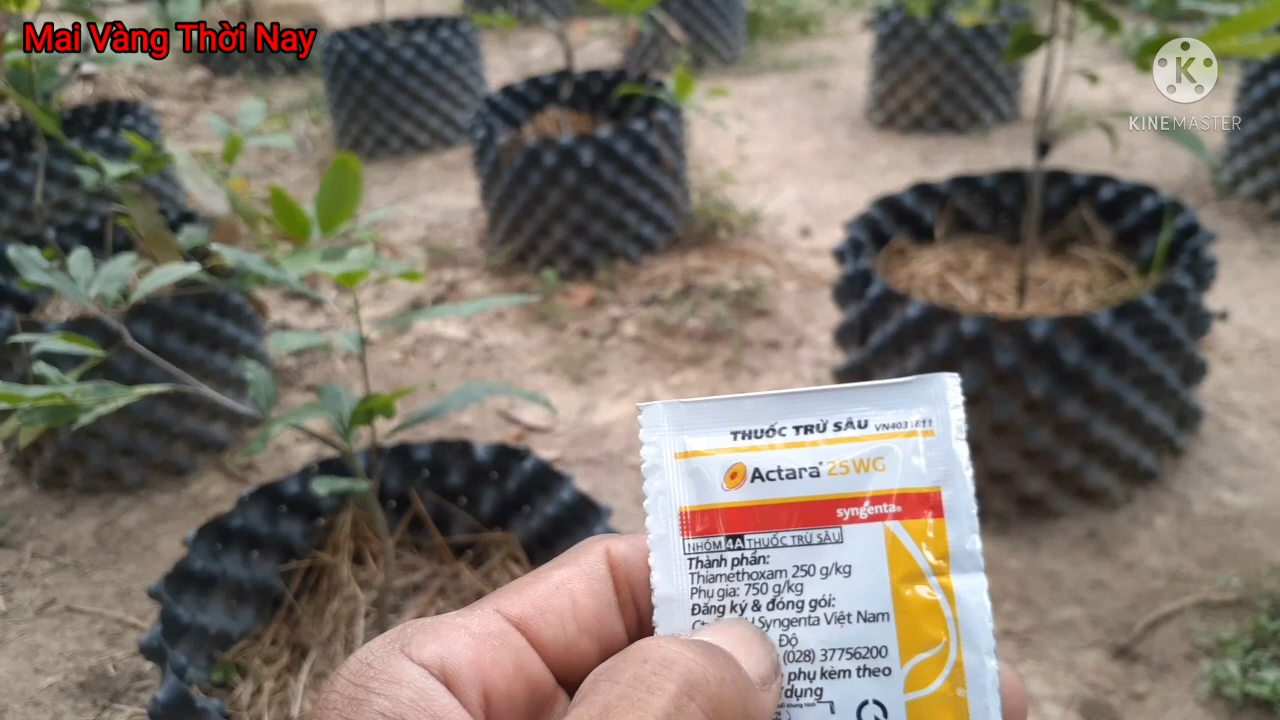 Mai Vàng Thời Nay
K
KINEMASTER
THUỐC TRỪ SÂU VN4031611
Actara® 25WG
syngenta®
NHÓM 4A THUỐC TRỪ SÂU
Thành phần:
Thiamethoxam 250 g/kg
Phụ gia: 750 g/kg
Đăng ký & đóng gói:
Syngenta Việt Nam
Độ
(028) 37756200
phụ kèm theo
dụng